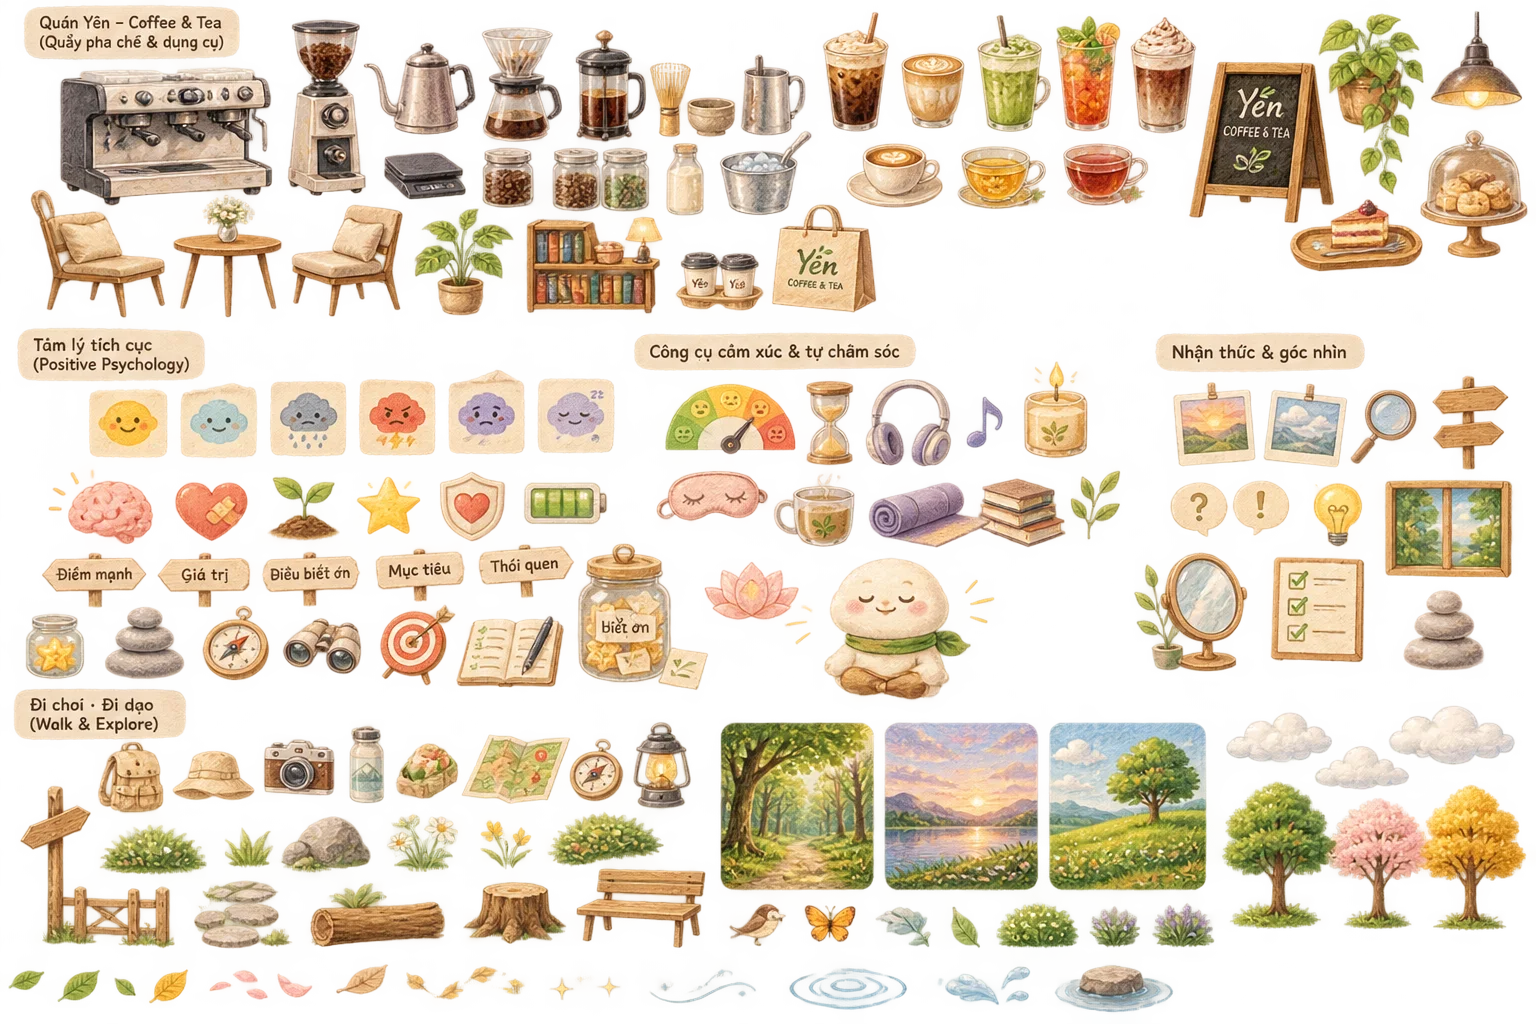 Quán Yên – Coffee & Tea
(Quầy pha chế & dụng cụ)
Yên
COFFEE & TEA
Yên
Yên
Yên
COFFEE & TEA
Tâm lý tích cực
(Positive Psychology)
zz
Công cụ cảm xúc & tự chăm sóc
Nhận thức & góc nhìn
?
!
Điểm mạnh
Giá trị
Điều biết ơn
Mục tiêu
Thói quen
biết ơn
Đi chơi · Đi dạo
(Walk & Explore)